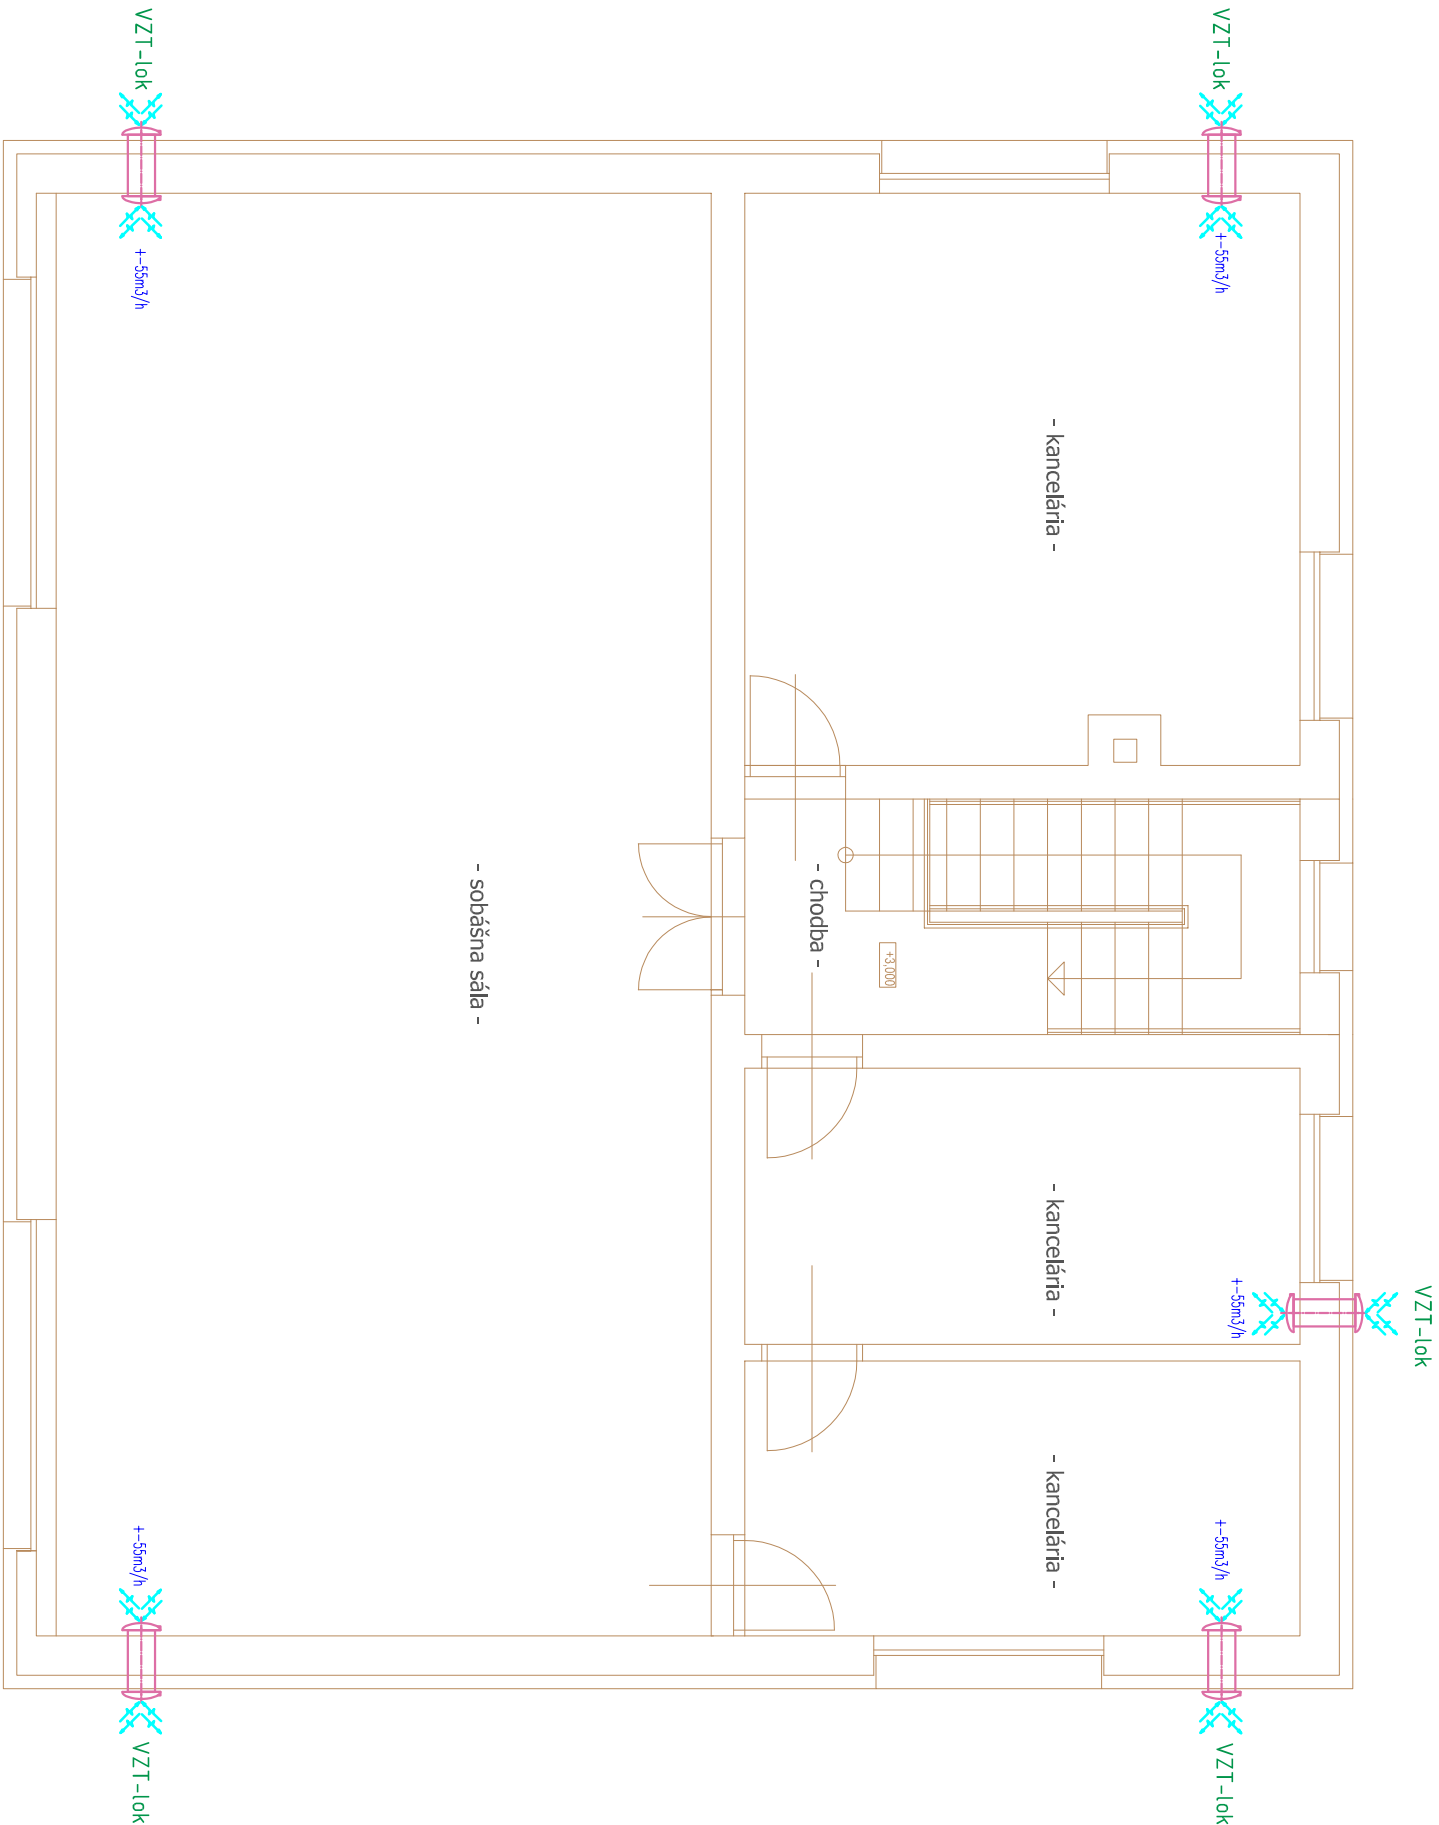 VZT-lok
VZT-lok
+-55m3/h
+-55m3/h
- kancelária -
- sobášna sála -
- chodba -
+3,000
- kancelária -
+-55m3/h
VZT-lok
- kancelária -
+-55m3/h
+-55m3/h
VZT-lok
VZT-lok